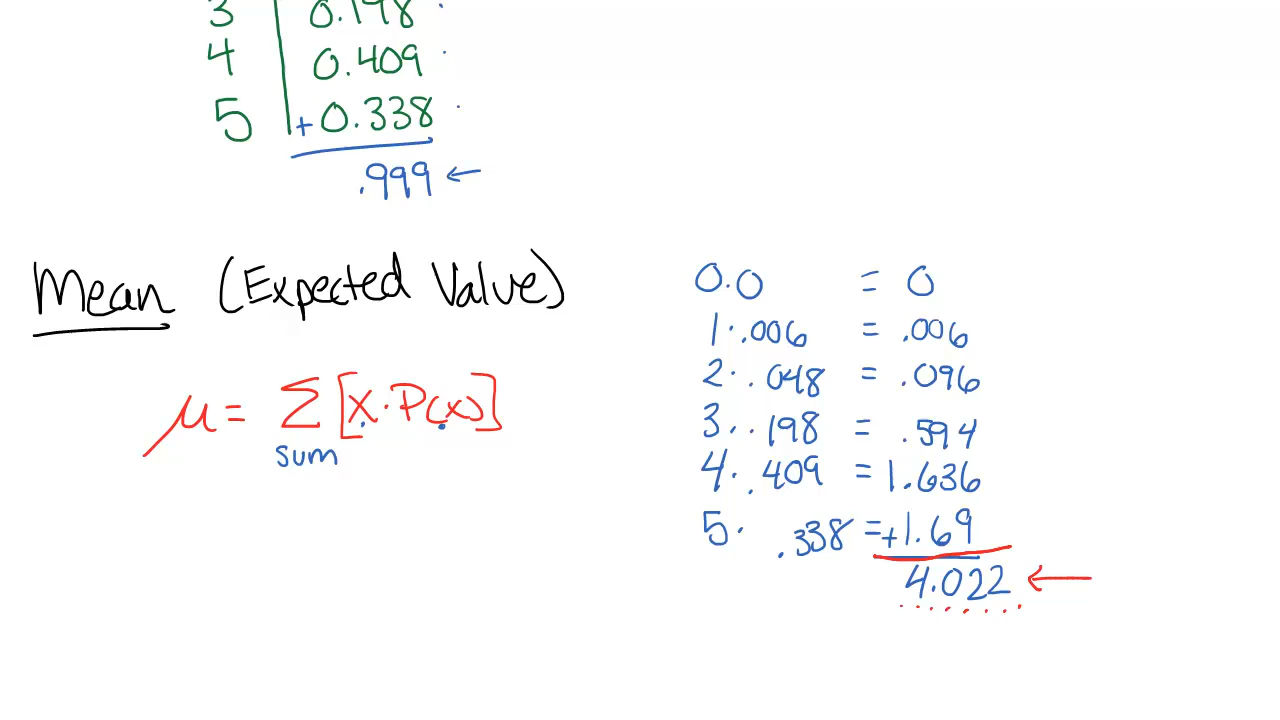 3 0.198
4 0.409
5 +0.338
.999 ←
Mean (Expected Value)
μ = Σ [x · P(x)]
sum
0.0 = 0
1 · .006 = .006
2 · .048 = .096
3 · .198 = .594
4 · .409 = 1.636
5 · .338 = +1.69
4.022 ←